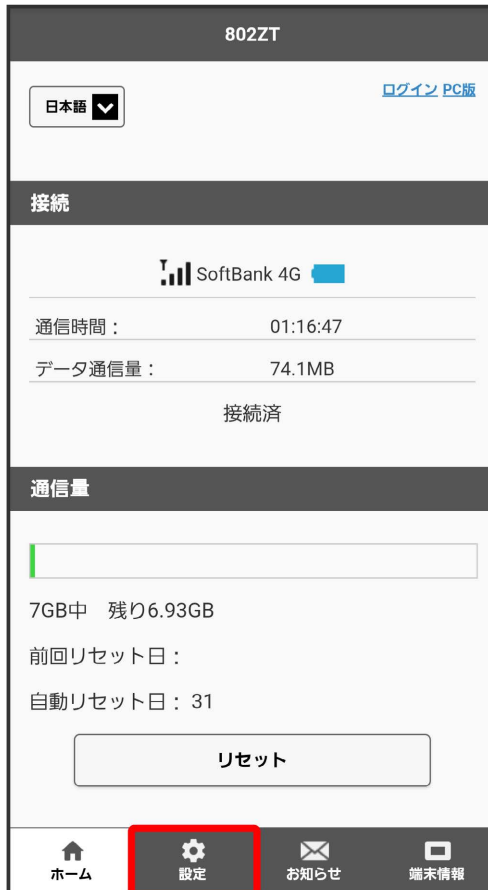 802ZT
日本語
ログイン PC版
接続
SoftBank 4G
通信時間： 01:16:47
データ通信量： 74.1MB
接続済
通信量
7GB中 残り6.93GB
前回リセット日：
自動リセット日： 31
リセット
ホーム 設定 お知らせ 端末情報